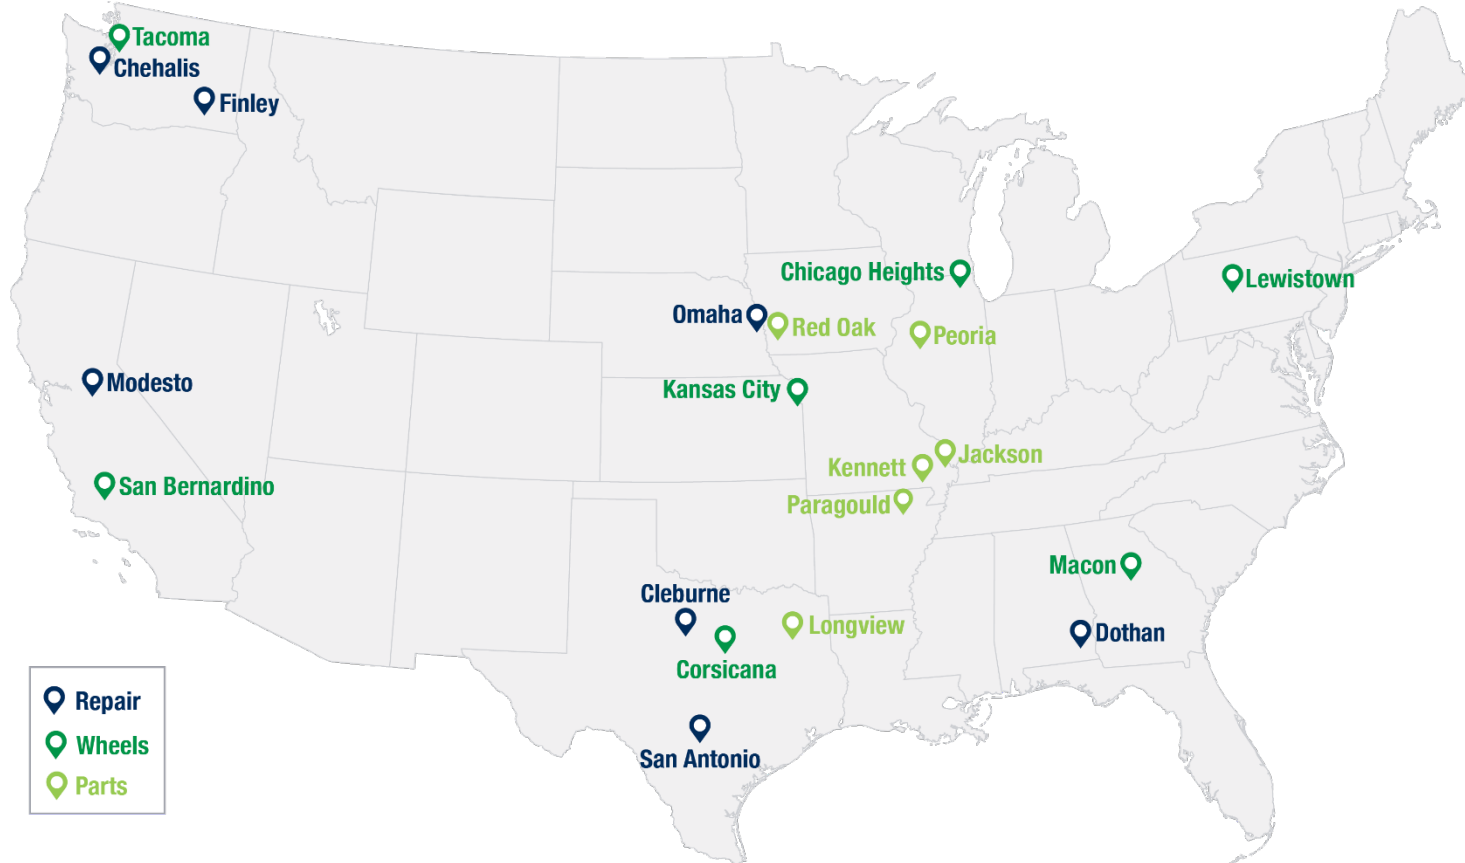 Tacoma
Chehalis
Finley
Chicago Heights
Lewistown
Omaha
Red Oak
Peoria
Modesto
Kansas City
Jackson
Kennett
San Bernardino
Paragould
Macon
Cleburne
Longview
Dothan
Corsicana
San Antonio
Repair
Wheels
Parts